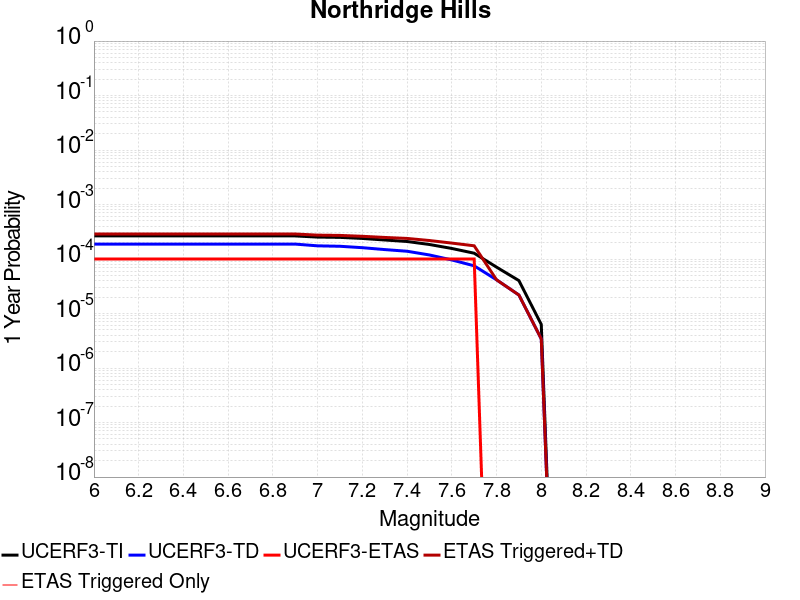 Northridge Hills
1 Year Probability
10^0
10^-1
10^-2
10^-3
10^-4
10^-5
10^-6
10^-7
10^-8
6 6.2 6.4 6.6 6.8 7 7.2 7.4 7.6 7.8 8 8.2 8.4 8.6 8.8 9
Magnitude
UCERF3-TI UCERF3-TD UCERF3-ETAS ETAS Triggered+TD
ETAS Triggered Only